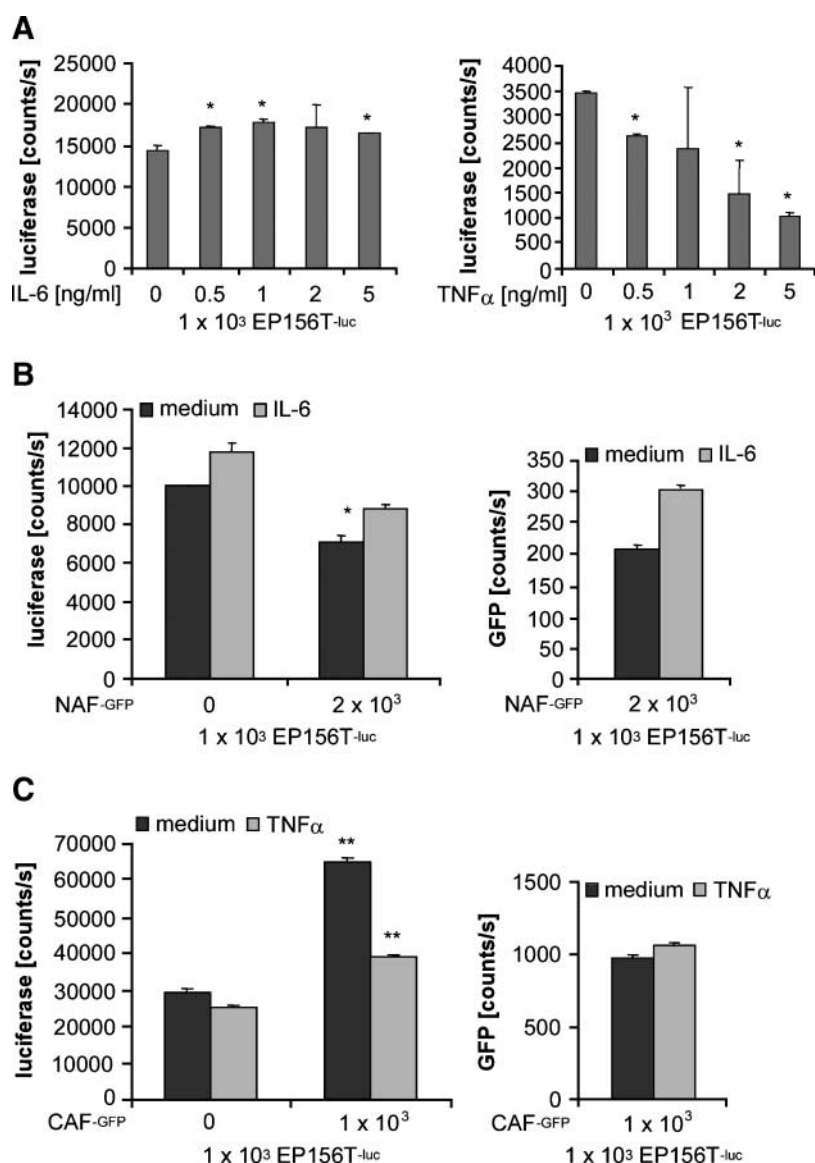 A
luciferase [counts/s]
25000
20000
15000
10000
5000
0
* * *
IL-6 [ng/ml] 0 0.5 1 2 5
1 x 10³ EP156T-luc
luciferase [counts/s]
4000
3500
3000
2500
2000
1500
1000
500
0
* * *
TNFα [ng/ml] 0 0.5 1 2 5
1 x 10³ EP156T-luc
B
luciferase [counts/s]
14000
12000
10000
8000
6000
4000
2000
0
medium IL-6
*
NAF-GFP 0 2 x 10³
1 x 10³ EP156T-luc
GFP [counts/s]
350
300
250
200
150
100
50
0
medium IL-6
NAF-GFP 2 x 10³
1 x 10³ EP156T-luc
C
luciferase [counts/s]
70000
60000
50000
40000
30000
20000
10000
0
medium TNFα
** **
CAF-GFP 0 1 x 10³
1 x 10³ EP156T-luc
GFP [counts/s]
1500
1000
500
0
medium TNFα
CAF-GFP 1 x 10³
1 x 10³ EP156T-luc